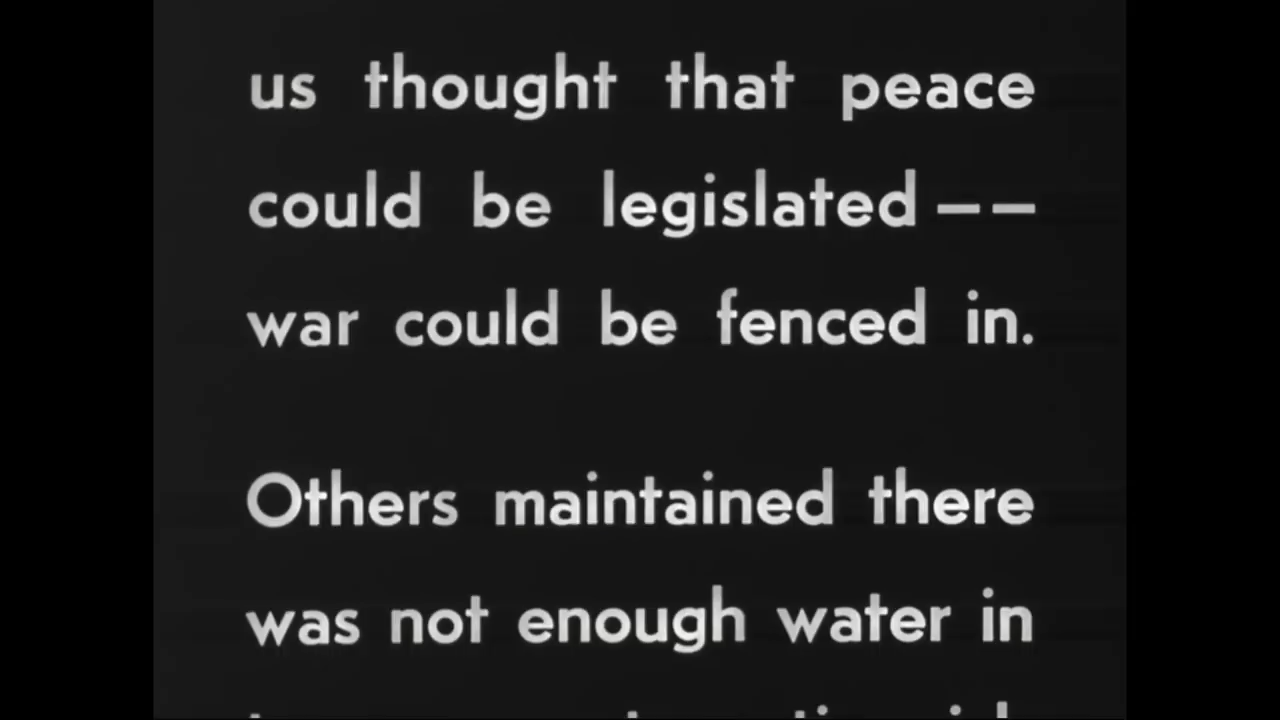 us thought that peace
could be legislated — —
war could be fenced in.
Others maintained there
was not enough water in